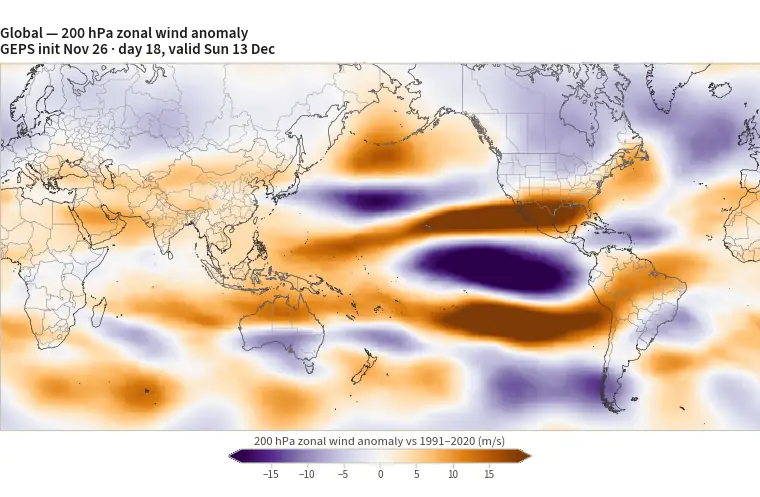 Global — 200 hPa zonal wind anomaly
GEPS init Nov 26 · day 18, valid Sun 13 Dec
200 hPa zonal wind anomaly vs 1991–2020 (m/s)
−15 −10 −5 0 5 10 15